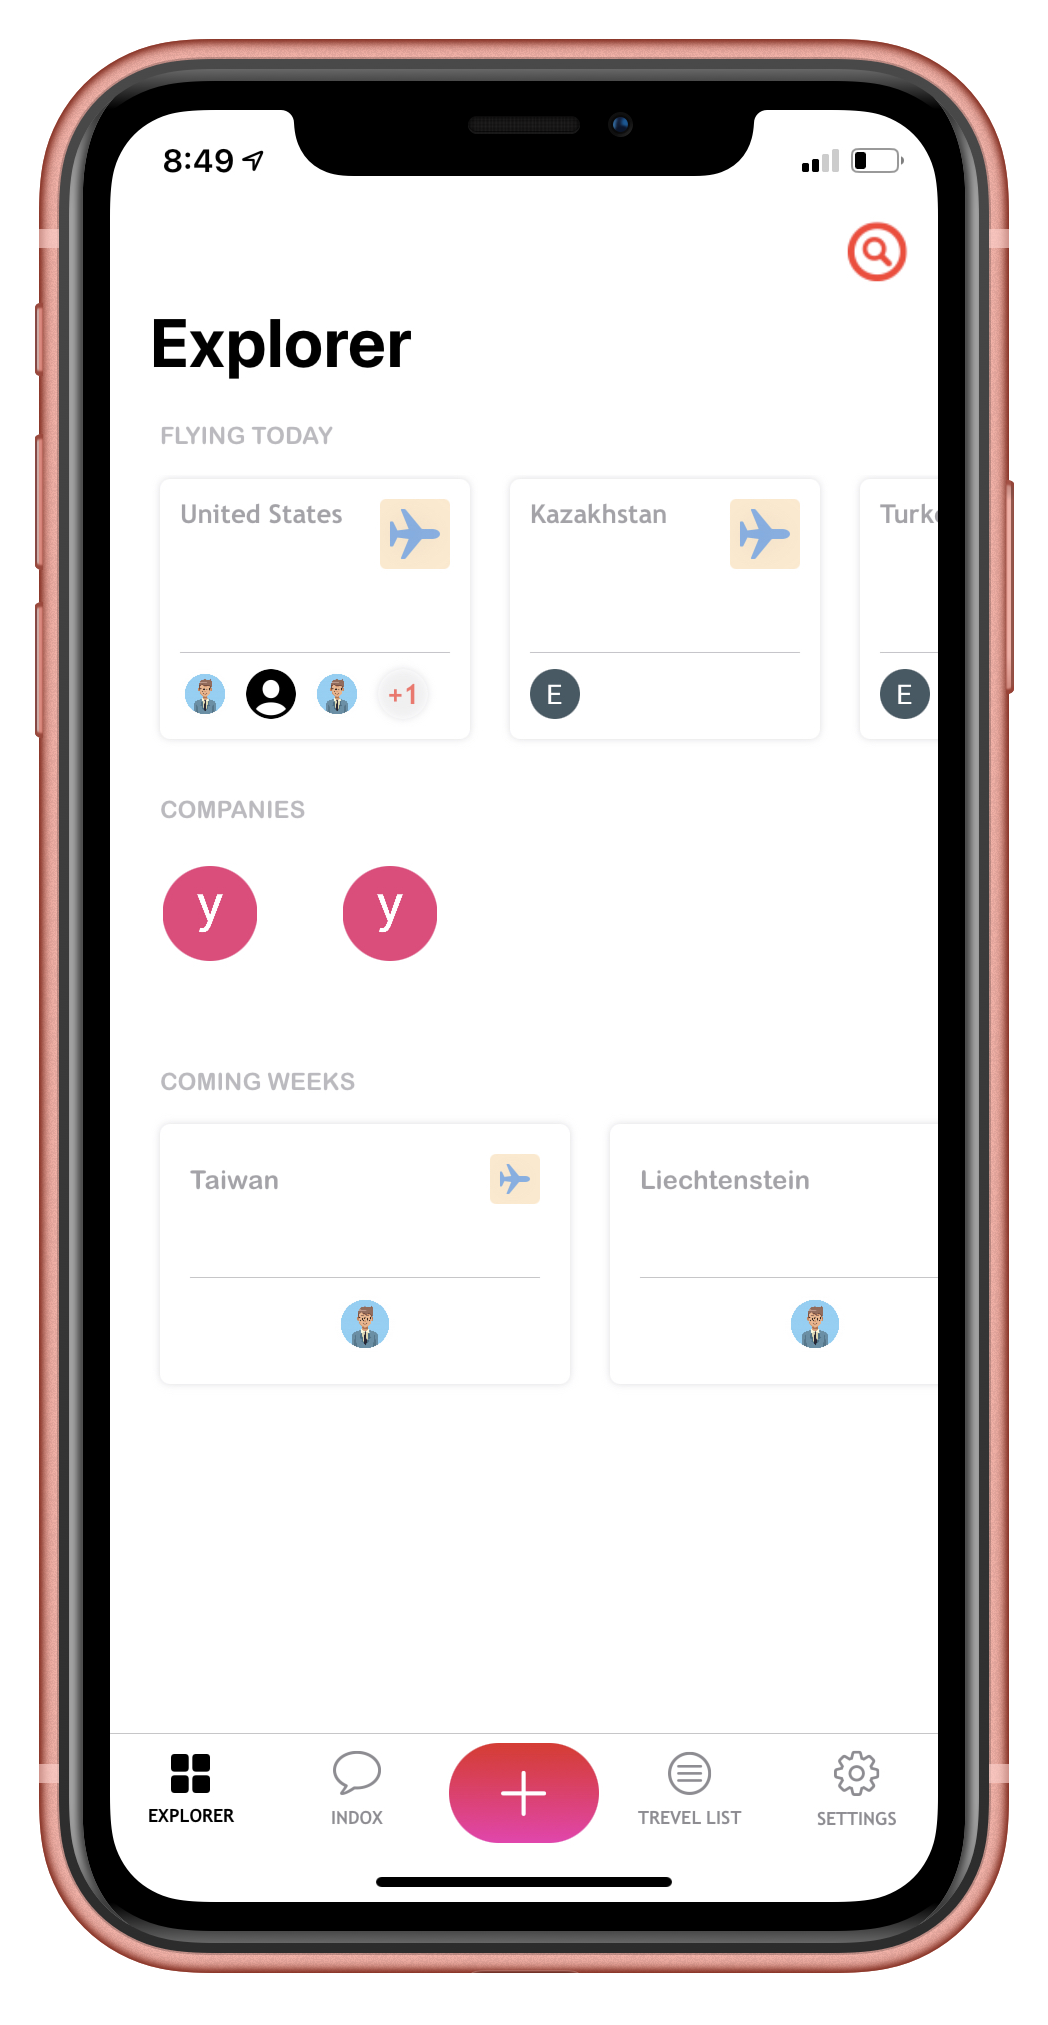 8:49
Explorer
FLYING TODAY
United States
Kazakhstan
Turk
+1
E
E
COMPANIES
y
y
COMING WEEKS
Taiwan
Liechtenstein
EXPLORER
INDOX
TREVEL LIST
SETTINGS